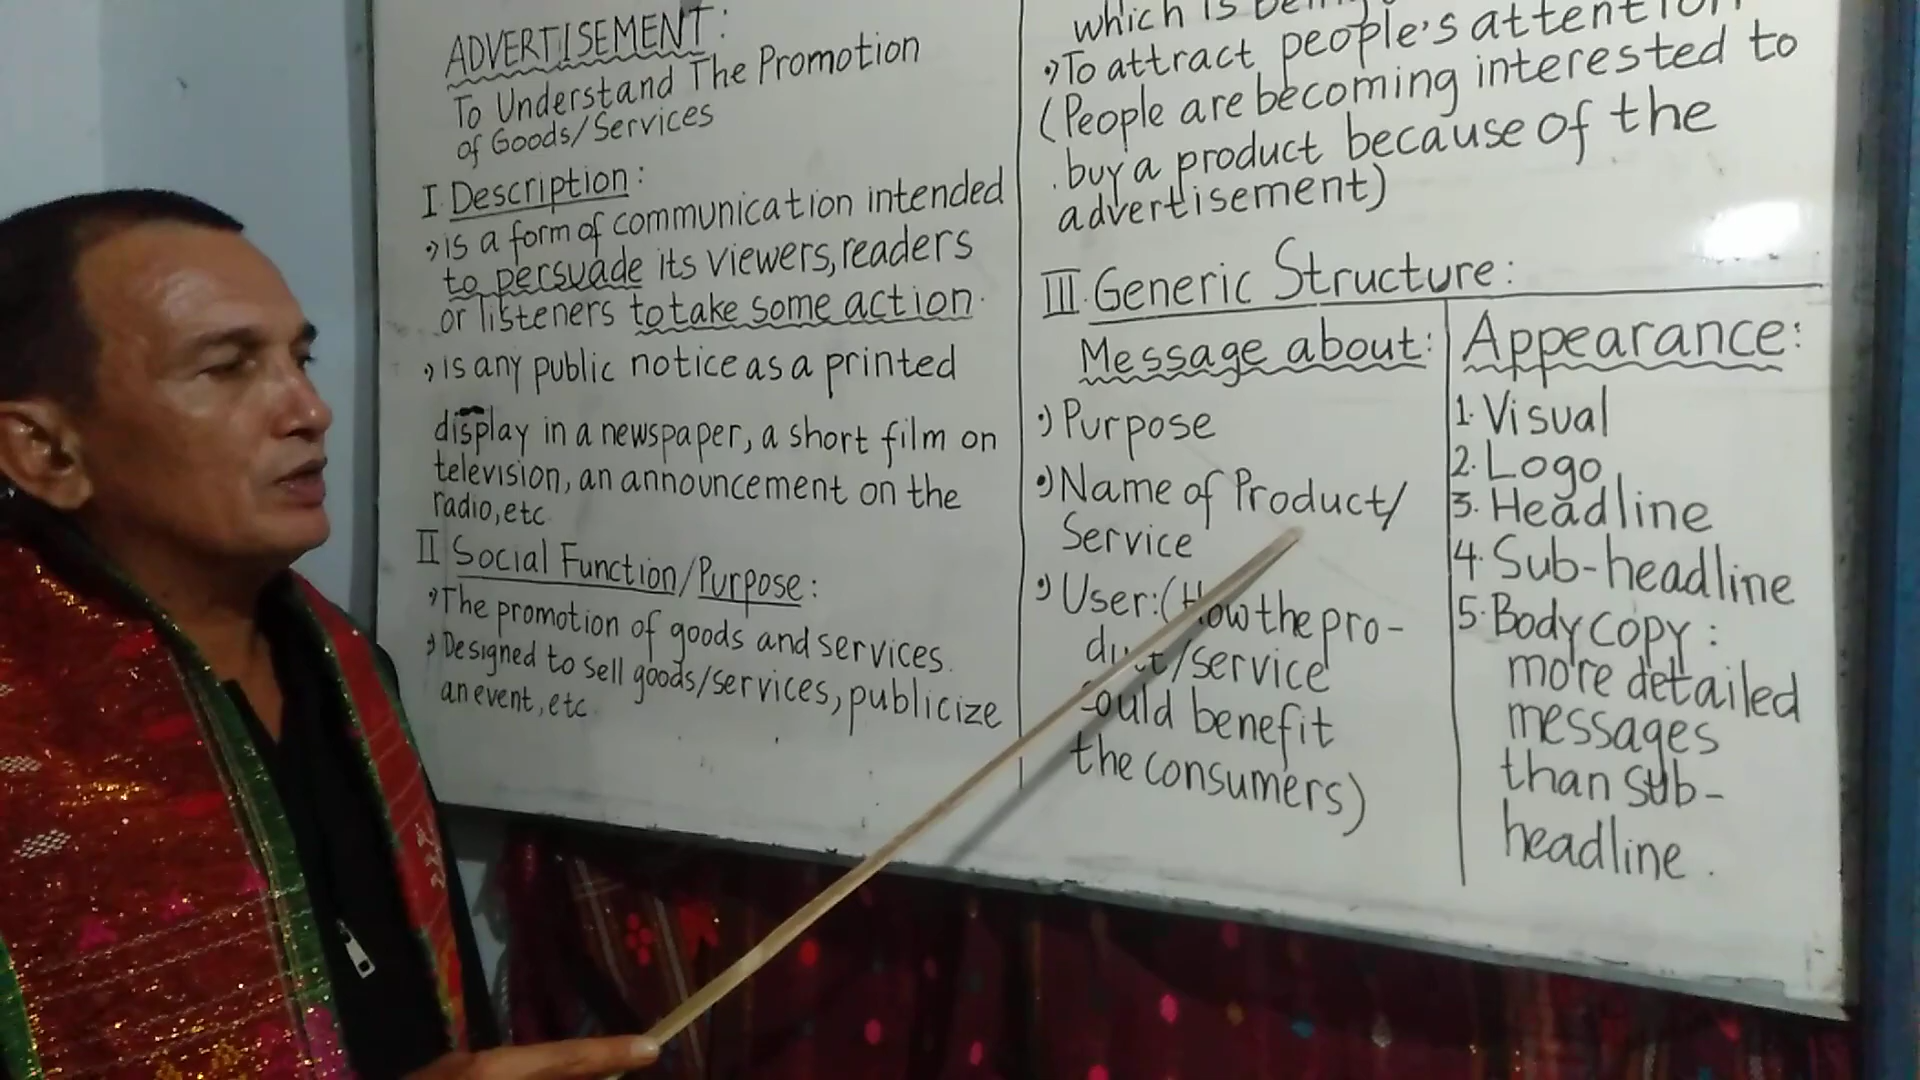 ADVERTISEMENT:
To Understand The Promotion
of Goods/Services
I. Description:
is a form of communication intended
to persuade its viewers, readers
or listeners to take some action.
is any public notice as a printed
display in a newspaper, a short film on
television, an announcement on the
radio, etc.
II Social Function/Purpose:
The promotion of goods and services.
Designed to sell goods/services, publicize
an event, etc.
which is
To attract people's attention
(People are becoming interested to
buy a product because of the
advertisement)
III. Generic Structure:
Message about:
Purpose
Name of Product/
Service
User: (How the pro-
duct/service
could benefit
the consumers)
Appearance:
1. Visual
2. Logo
3. Headline
4. Sub-headline
5. Body copy:
more detailed
messages
than sub-
headline.